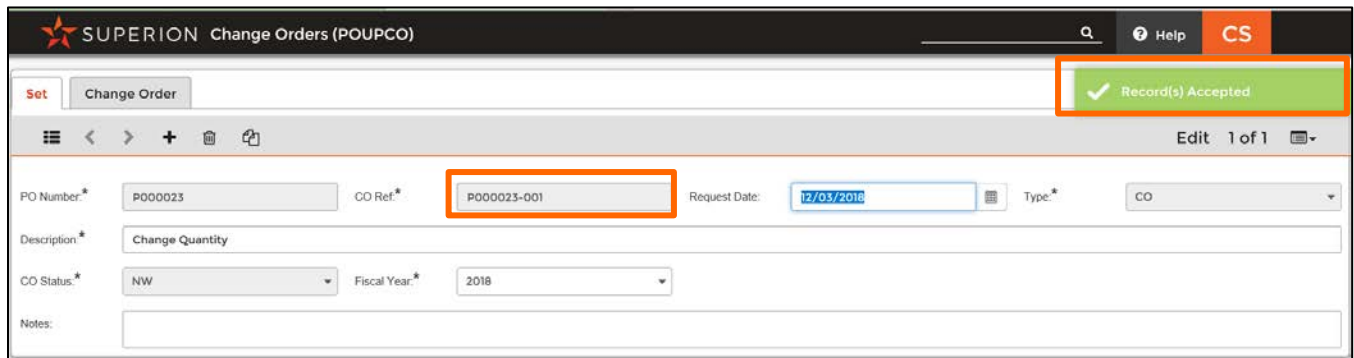 SUPERION Change Orders (POUPCO) Help CS
Set Change Order Record(s) Accepted
Edit 1 of 1
PO Number:* P000023 CO Ref:* P000023-001 Request Date: 12/03/2018 Type:* CO
Description:* Change Quantity
CO Status:* NW Fiscal Year:* 2018
Notes: